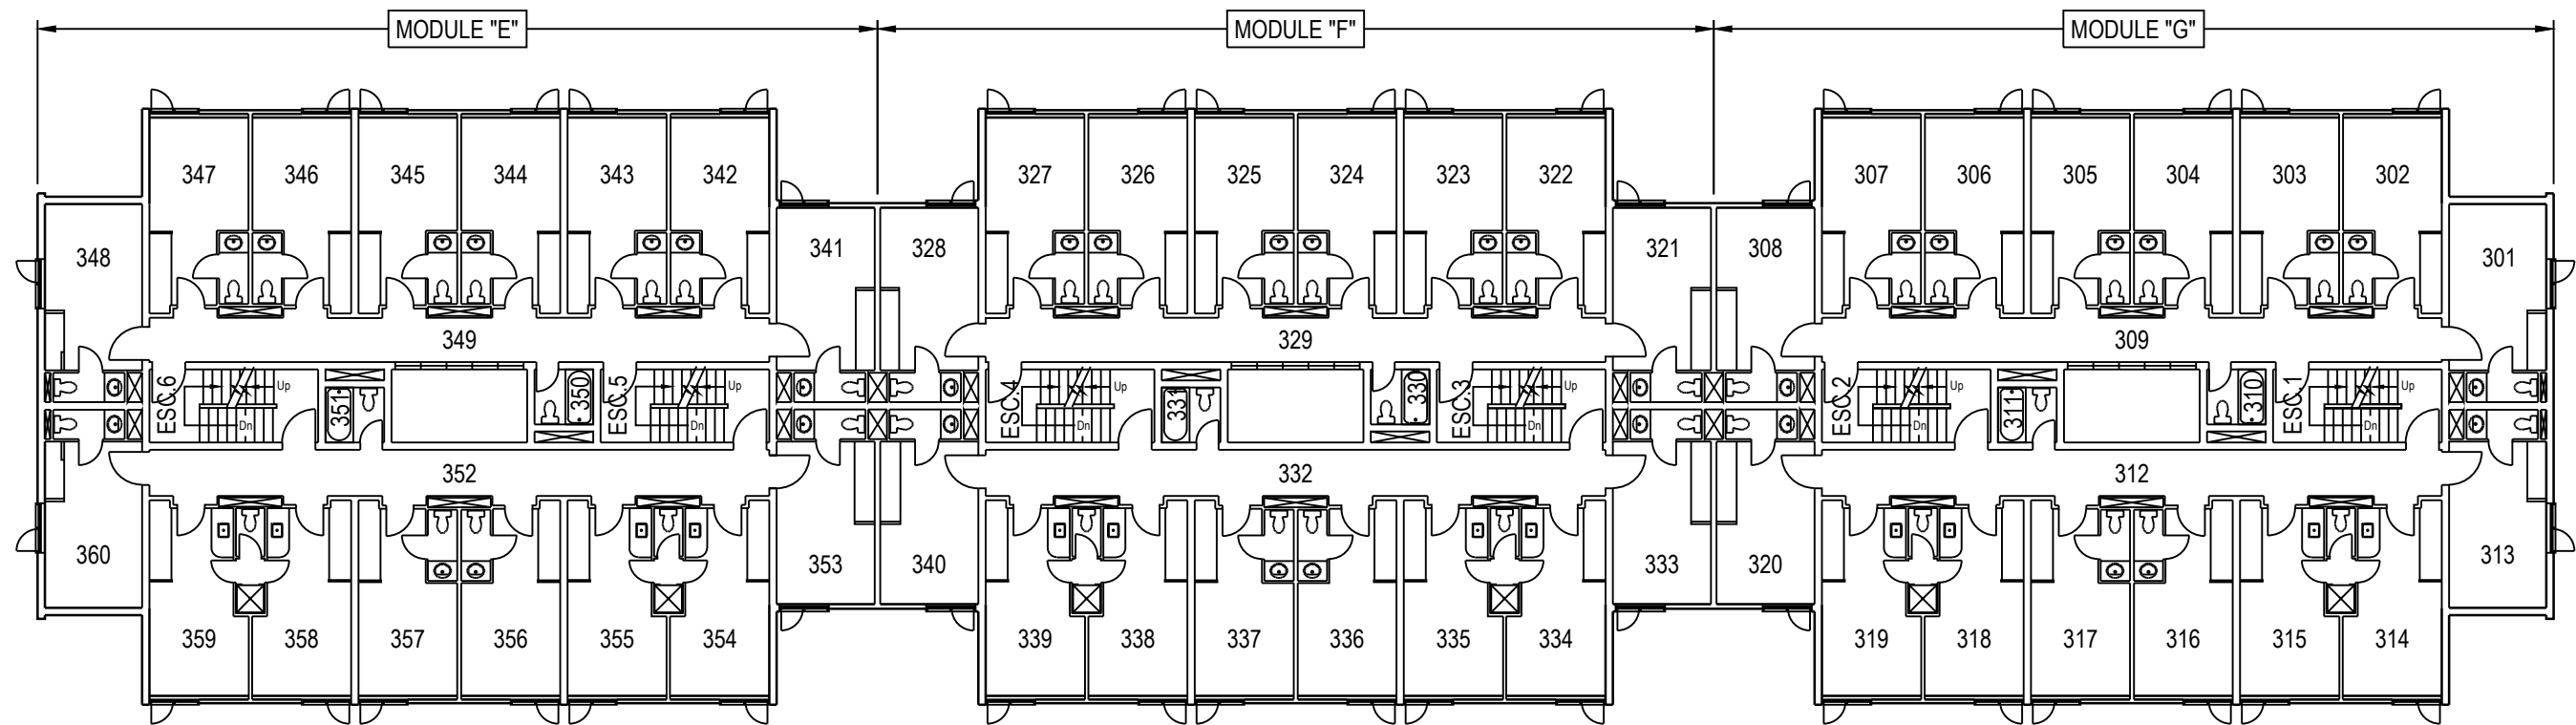 MODULE "E" MODULE "F" MODULE "G"
347 346 345 344 343 342 327 326 325 324 323 322 307 306 305 304 303 302
348 341 328 321 308 301
349 329 309
ESC.6 Up Dn 351 350 ESC.5 Up Dn ESC.4 Up Dn 331 330 ESC.3 Up Dn ESC.2 Up Dn 311 310 ESC.1 Up Dn
352 332 312
360 353 340 333 320 313
359 358 357 356 355 354 339 338 337 336 335 334 319 318 317 316 315 314